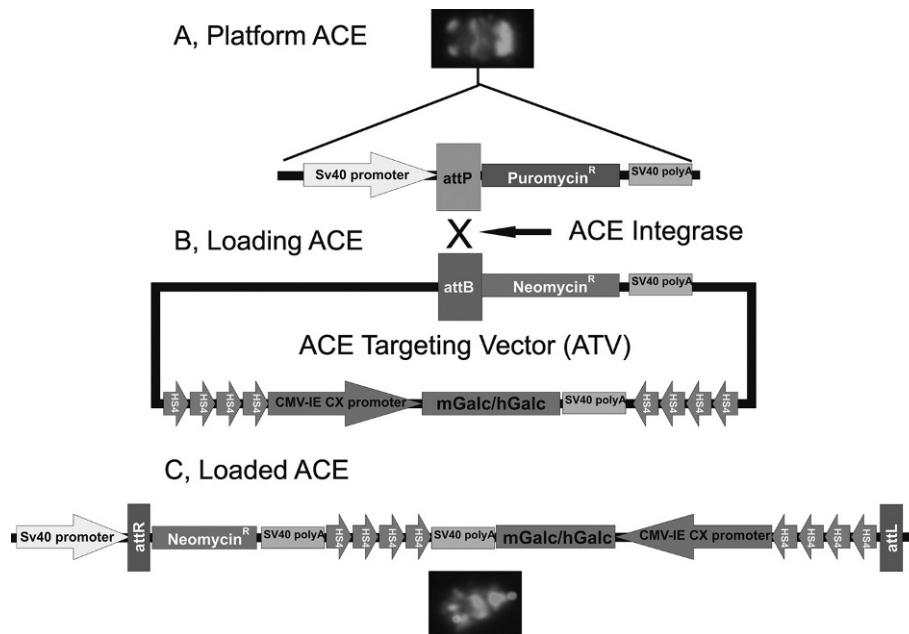 A, Platform ACE
Sv40 promoter
attP
Puromycin^R
SV40 polyA
X
ACE Integrase
B, Loading ACE
attB
Neomycin^R
SV40 polyA
ACE Targeting Vector (ATV)
HS4 HS4 HS4 HS4 CMV-IE CX promoter mGalc/hGalc SV40 polyA HS4 HS4 HS4 HS4
C, Loaded ACE
Sv40 promoter attR Neomycin^R SV40 polyA HS4 HS4 HS4 HS4 SV40 polyA mGalc/hGalc CMV-IE CX promoter HS4 HS4 HS4 HS4 attL